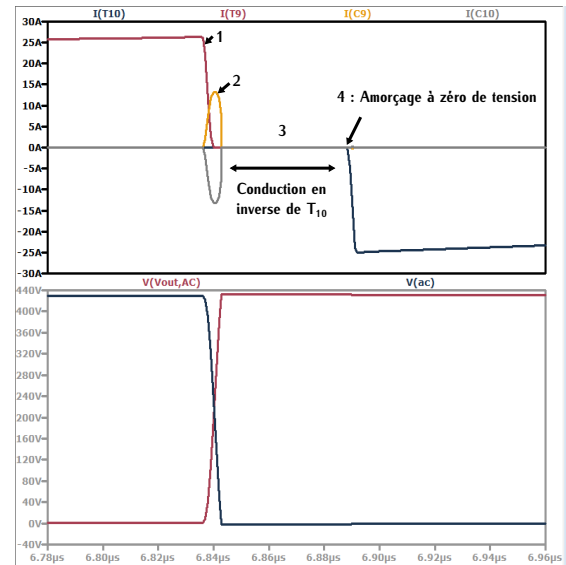 I(T10) I(T9) I(C9) I(C10)
30A
25A
20A
15A
10A
5A
0A
-5A
-10A
-15A
-20A
-25A
-30A
1
2
3
4 : Amorçage à zéro de tension
Conduction en
inverse de T10
V(Vout,AC) V(ac)
440V
400V
360V
320V
280V
240V
200V
160V
120V
80V
40V
0V
-40V
6.78µs 6.80µs 6.82µs 6.84µs 6.86µs 6.88µs 6.90µs 6.92µs 6.94µs 6.96µs